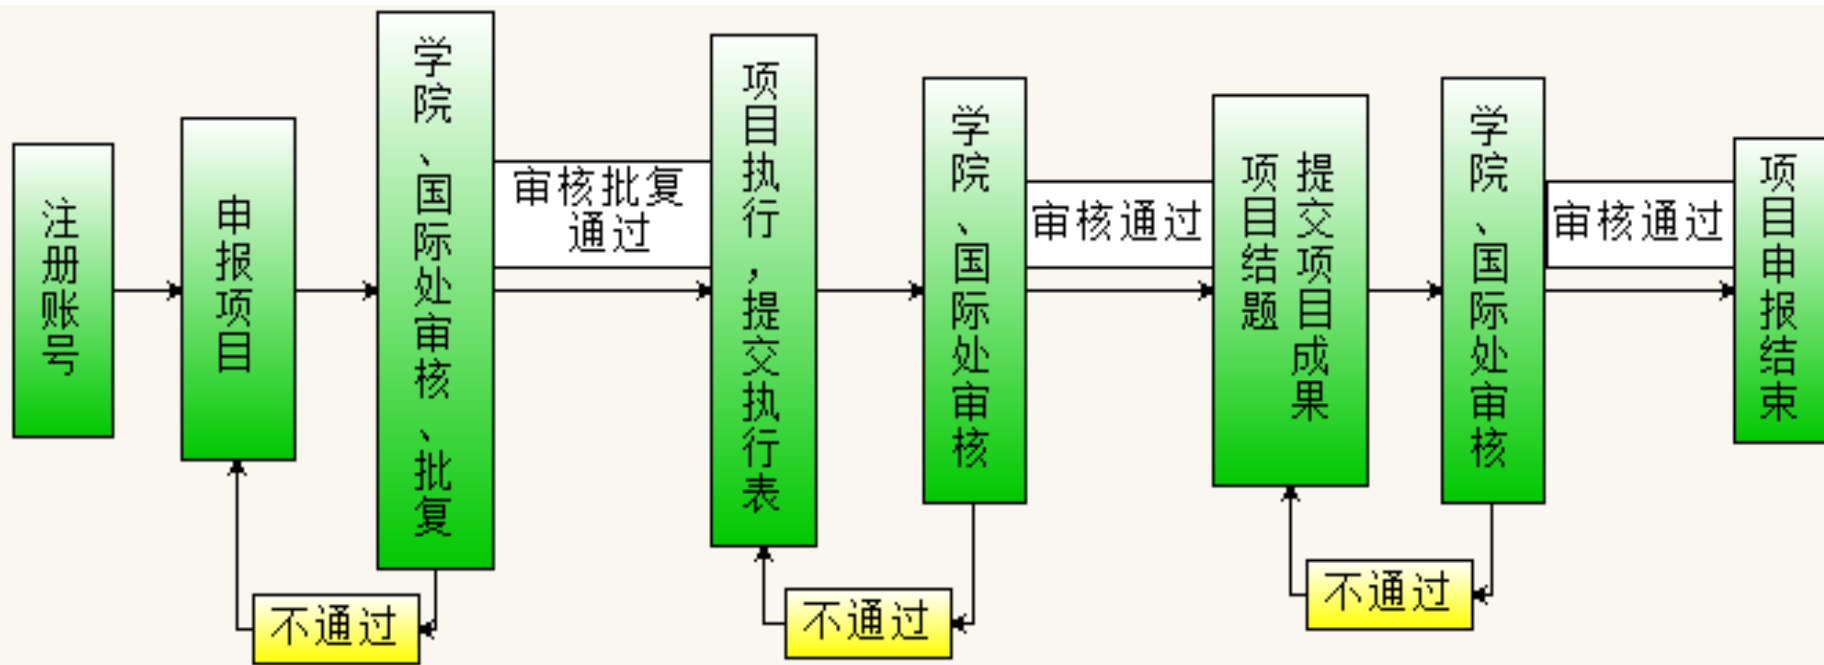 注册账号
申报项目
学院、国际处审核、批复
审核批复
通过
不通过
项目执行，提交执行表
学院、国际处审核
审核通过
不通过
提交项目成果
项目结题
学院、国际处审核
审核通过
不通过
项目申报结束